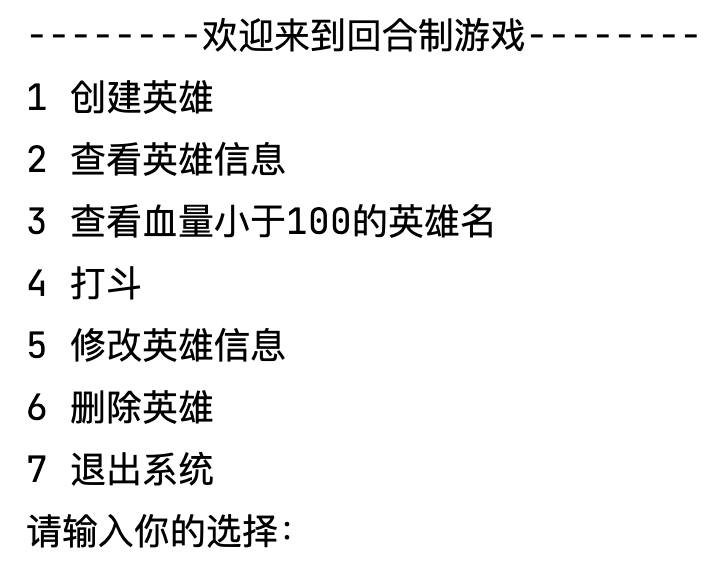 --------欢迎来到回合制游戏--------
1 创建英雄
2 查看英雄信息
3 查看血量小于100的英雄名
4 打斗
5 修改英雄信息
6 删除英雄
7 退出系统
请输入你的选择：